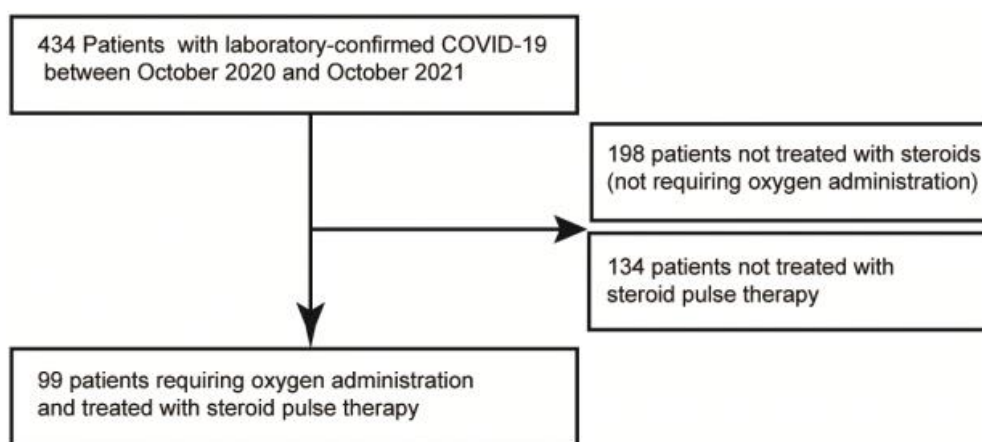 434 Patients with laboratory-confirmed COVID-19
between October 2020 and October 2021
198 patients not treated with steroids
(not requiring oxygen administration)
134 patients not treated with
steroid pulse therapy
99 patients requiring oxygen administration
and treated with steroid pulse therapy